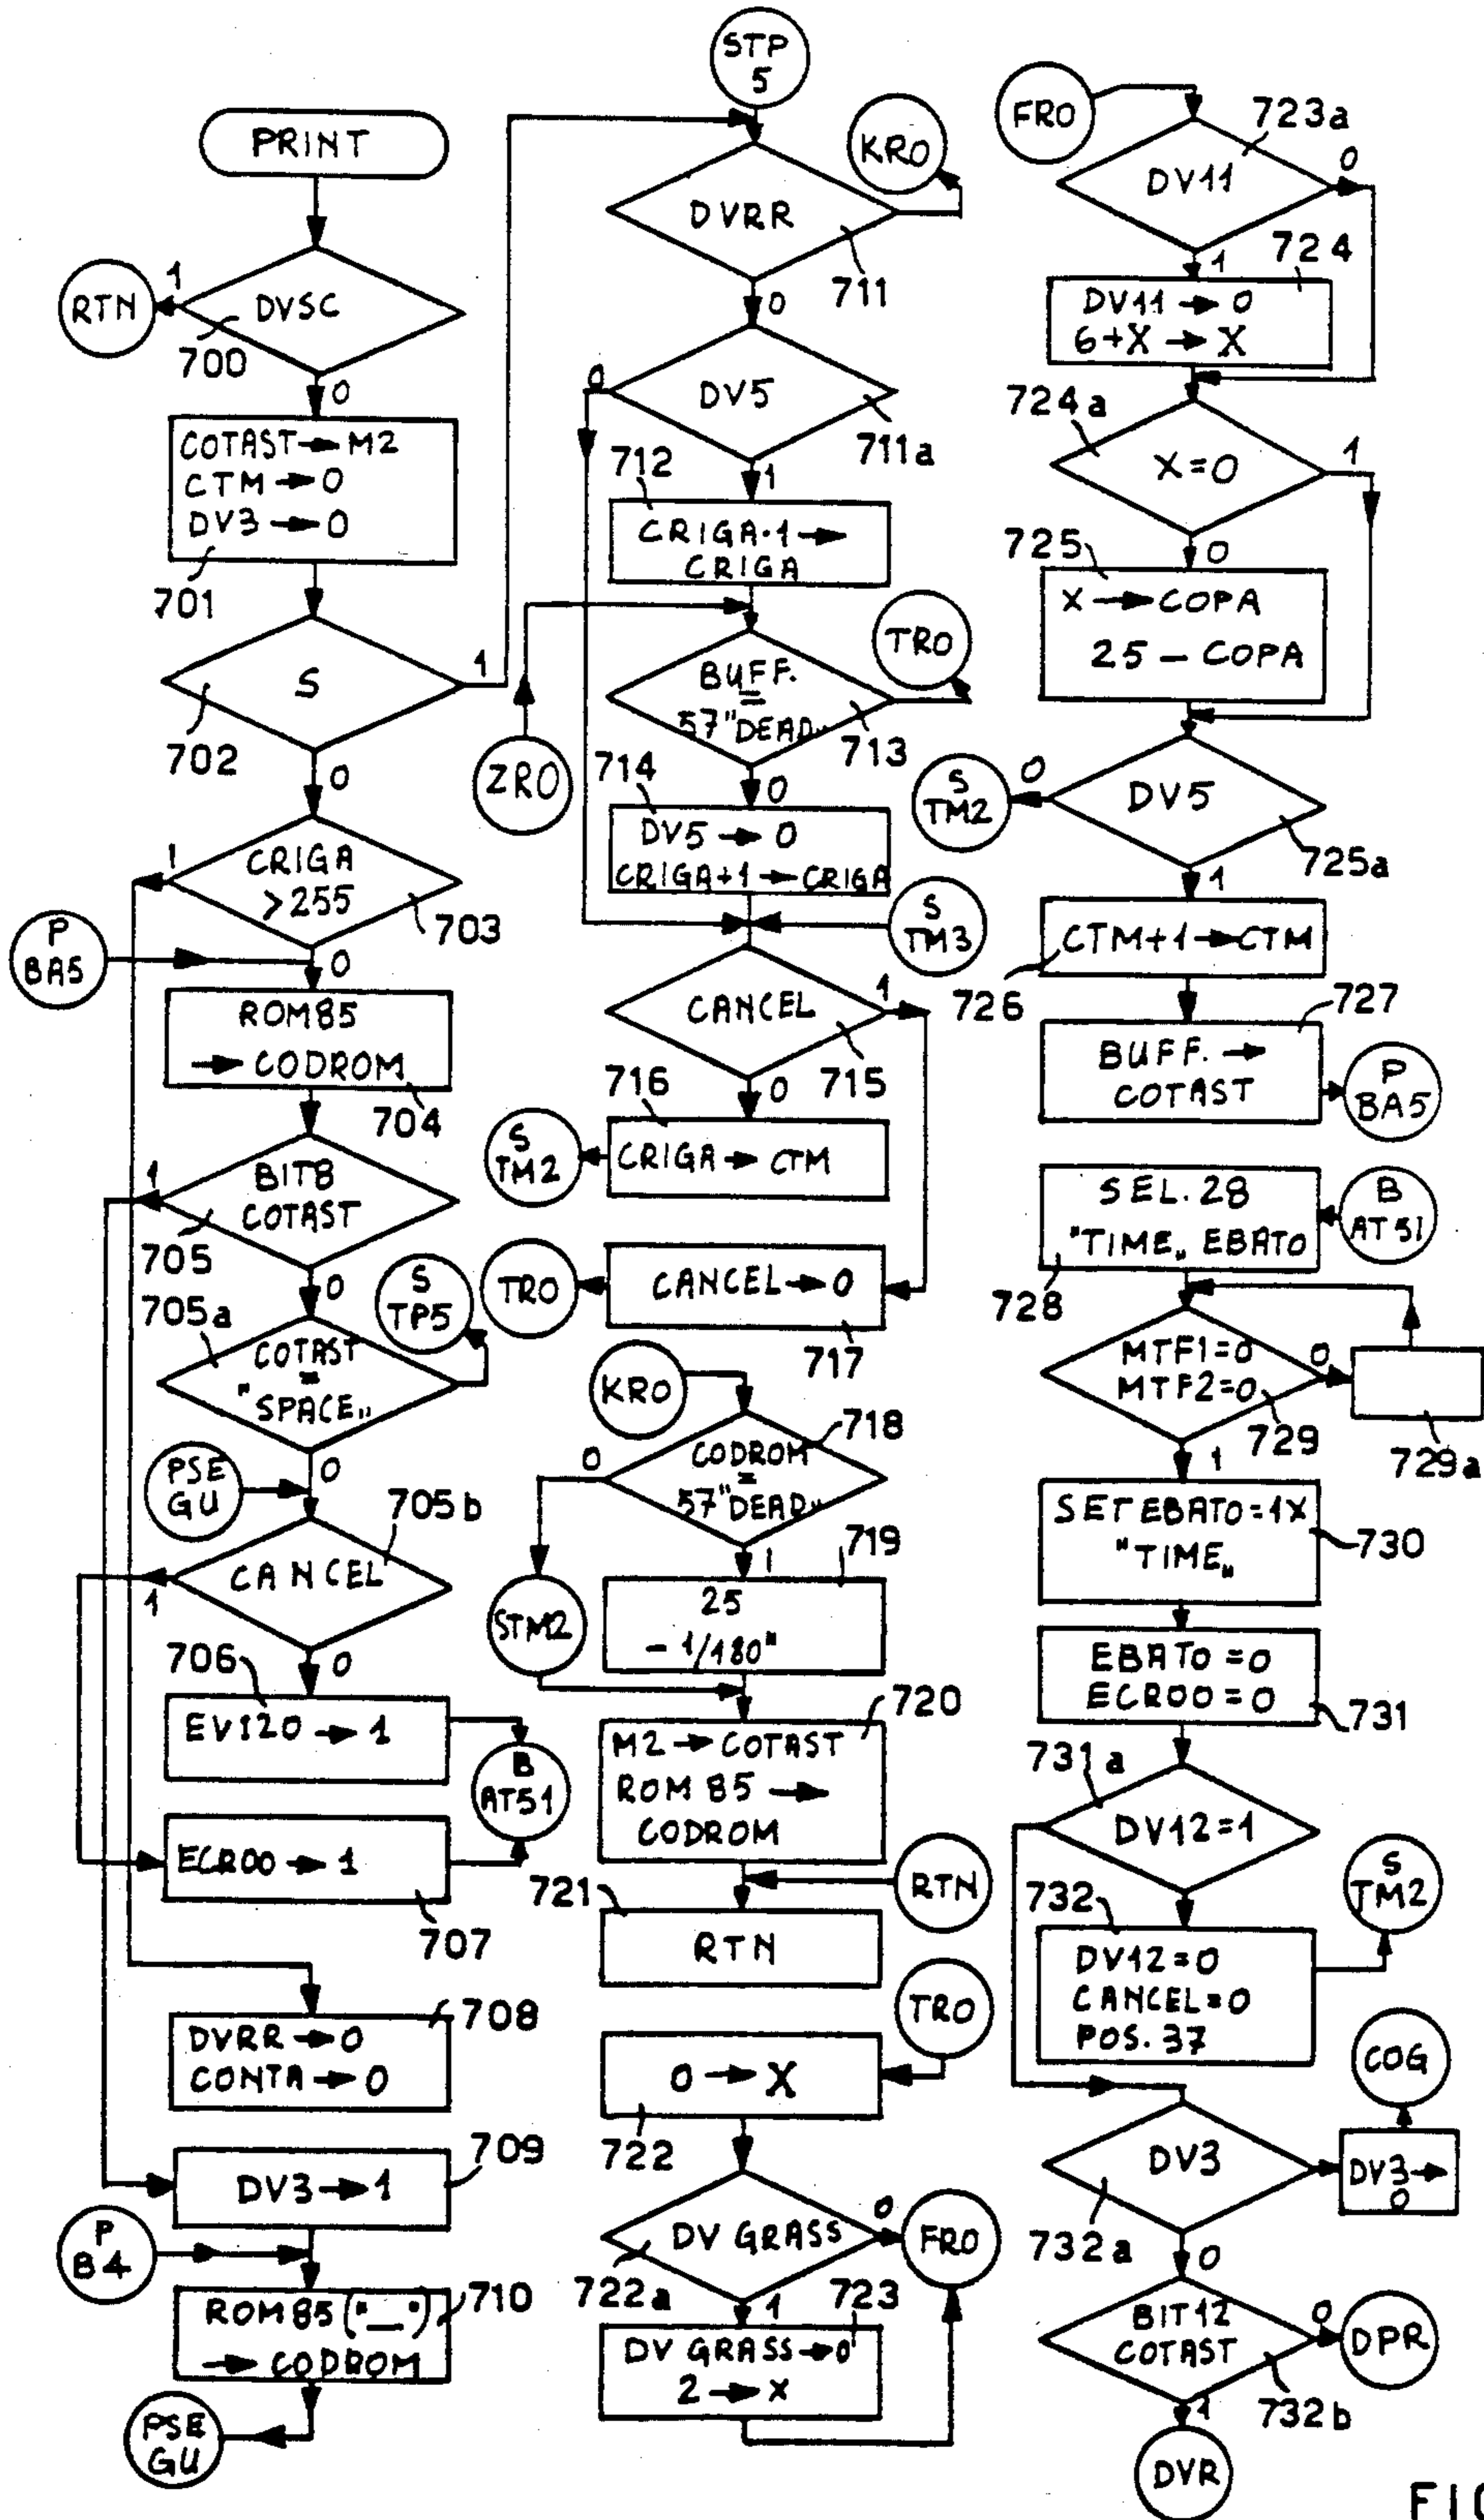 PRINT
RTN
1
DVSC
700
0
COTAST→M2
CTM→0
DV3→0
701
S
1
702
0
CRIGA
>255
1
703
P
BA5
0
ROM85
→CODROM
704
1
BIT8
COTAST
705
0
705a
S
TP5
COTAST
=
"SPACE"
PSE
GU
0
705b
CANCEL
1
706
0
EV120→1
B
AT51
ECR00→1
707
708
DVRR→0
CONTA→0
709
DV3→1
P
B4
ROM85("_")
→CODROM
710
PSE
GU
STP
5
KRO
DVRR
711
0
0
DV5
711a
712
1
CRIGA-1→
CRIGA
TRO
BUFF.
=
57"DEAD"
713
ZRO
714
0
DV5→0
CRIGA+1→CRIGA
S
TM3
CANCEL
1
715
716
0
S
TM2
CRIGA→CTM
TRO
CANCEL→0
717
KRO
718
0
CODROM
=
57"DEAD"
719
1
STM2
25
-1/180"
720
M2→COTAST
ROM85→
CODROM
RTN
721
RTN
TRO
0→X
722
DV GRASS
0
FRO
722a
723
1
DV GRASS→0
2→X
FRO
723a
DV11
0
724
1
DV11→0
6+X→X
724a
X=0
1
725
0
X→COPA
25-COPA
S
TM2
0
DV5
725a
1
CTM+1→CTM
726
727
BUFF.→
COTAST
P
BA5
SEL.28
"TIME" EBATO
B
AT51
728
MTF1=0
MTF2=0
0
729
729a
1
SET EBATO=1X
"TIME"
730
EBATO=0
ECR00=0
731
731a
DV12=1
S
TM2
732
DV12=0
CANCEL=0
POS.37
COG
DV3
DV3→
0
732a
0
BIT12
COTAST
0
DPR
732b
1
DVR
FIG